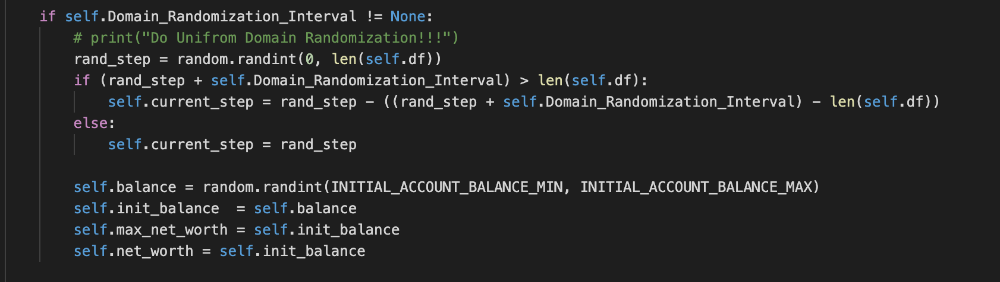 if self.Domain_Randomization_Interval != None:
# print("Do Unifrom Domain Randomization!!!")
rand_step = random.randint(0, len(self.df))
if (rand_step + self.Domain_Randomization_Interval) > len(self.df):
self.current_step = rand_step - ((rand_step + self.Domain_Randomization_Interval) - len(self.df))
else:
self.current_step = rand_step
self.balance = random.randint(INITIAL_ACCOUNT_BALANCE_MIN, INITIAL_ACCOUNT_BALANCE_MAX)
self.init_balance  = self.balance
self.max_net_worth = self.init_balance
self.net_worth = self.init_balance